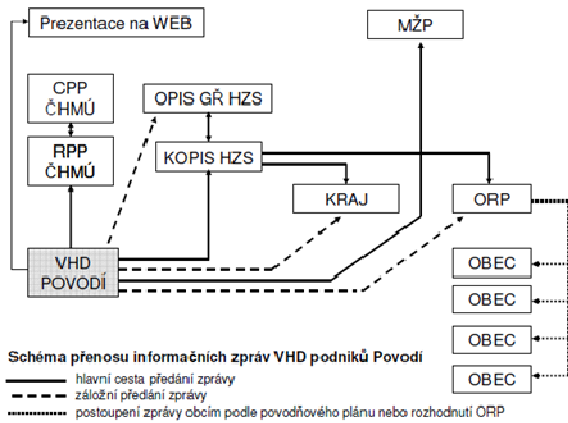 Prezentace na WEB
MŽP
CPP
ČHMÚ
OPIS GŘ HZS
RPP
ČHMÚ
KOPIS HZS
KRAJ
ORP
VHD
POVODÍ
OBEC
OBEC
OBEC
OBEC
Schéma přenosu informačních zpráv VHD podniků Povodí
hlavní cesta předání zprávy
záložní předání zprávy
postoupení zprávy obcím podle povodňového plánu nebo rozhodnutí ORP